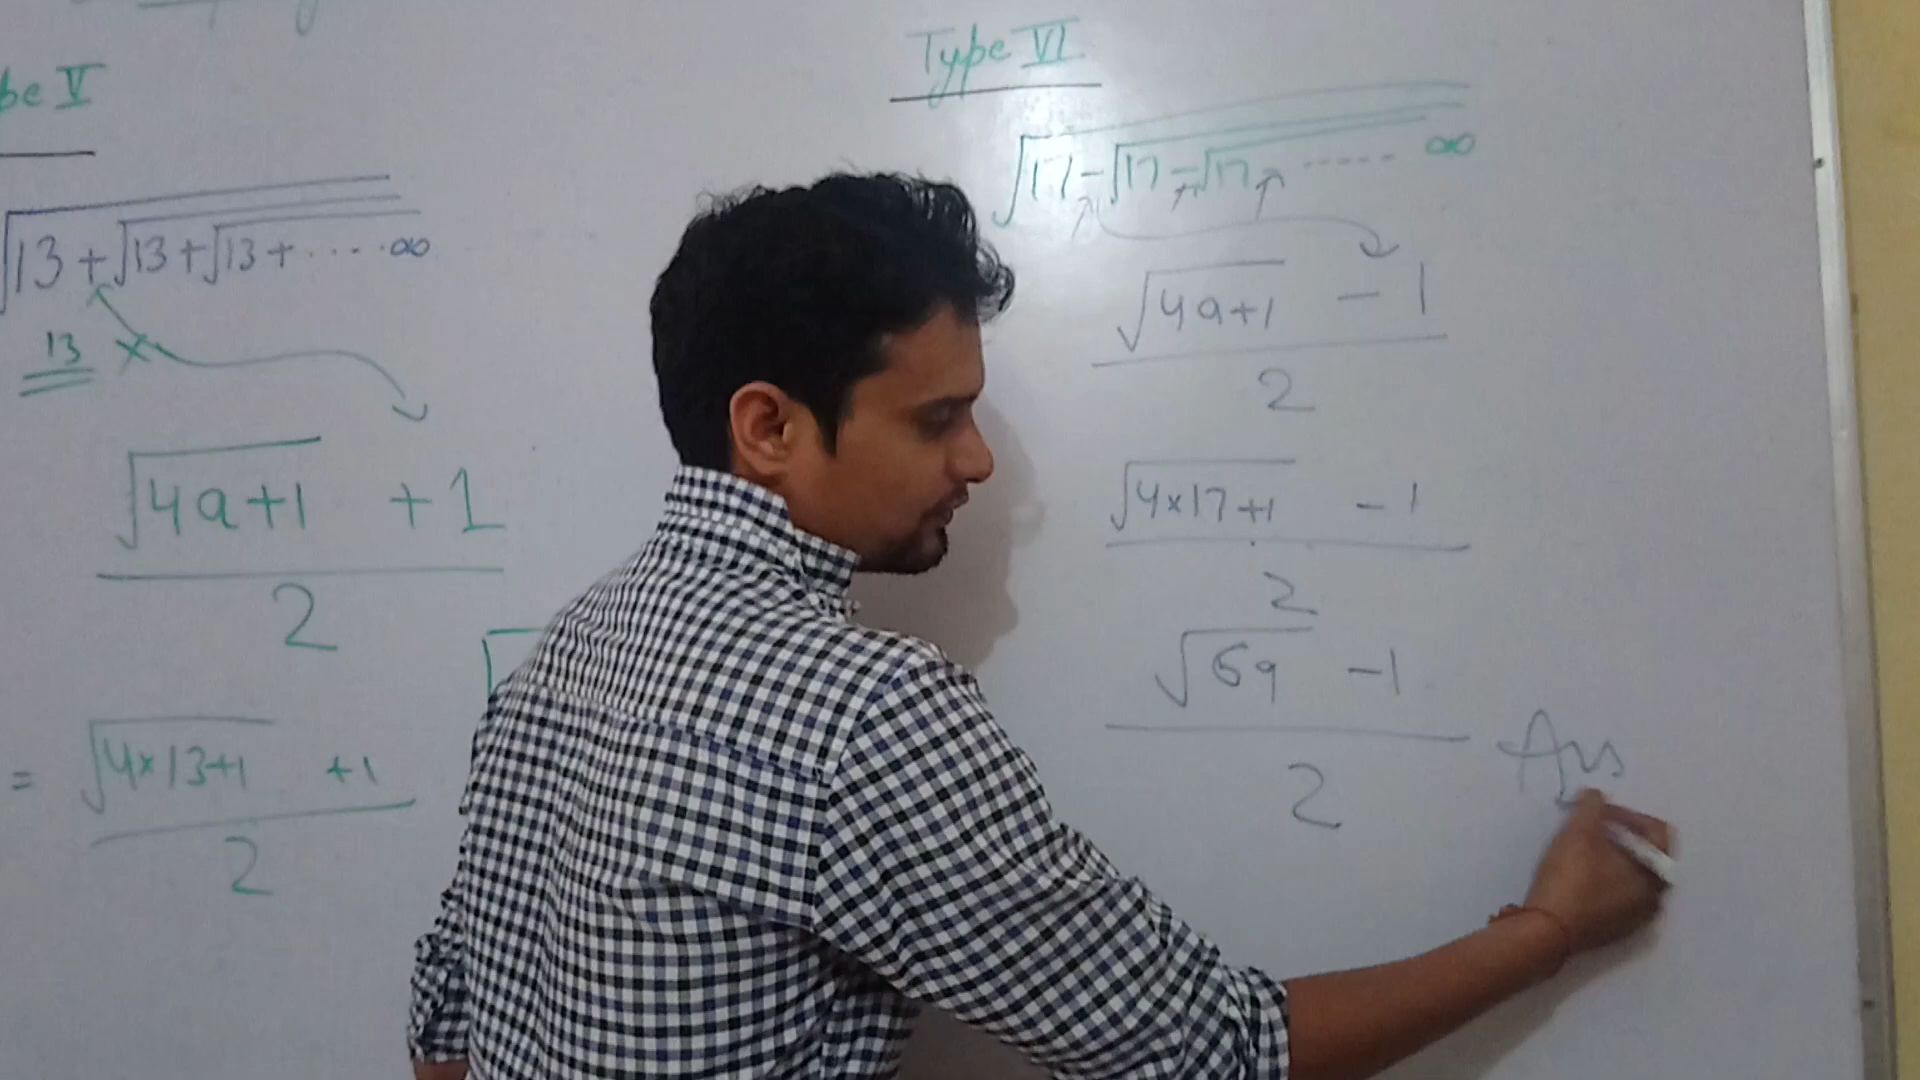 be V
√13+√13+√13+.....∞
13 ×
√4a+1 +1
2
= √4×13+1 +1
2
Type VI
√17-√17-√17- ...... ∞
√4a+1 - 1
2
√4×17+1 - 1
2
√69 -1
2
Ans